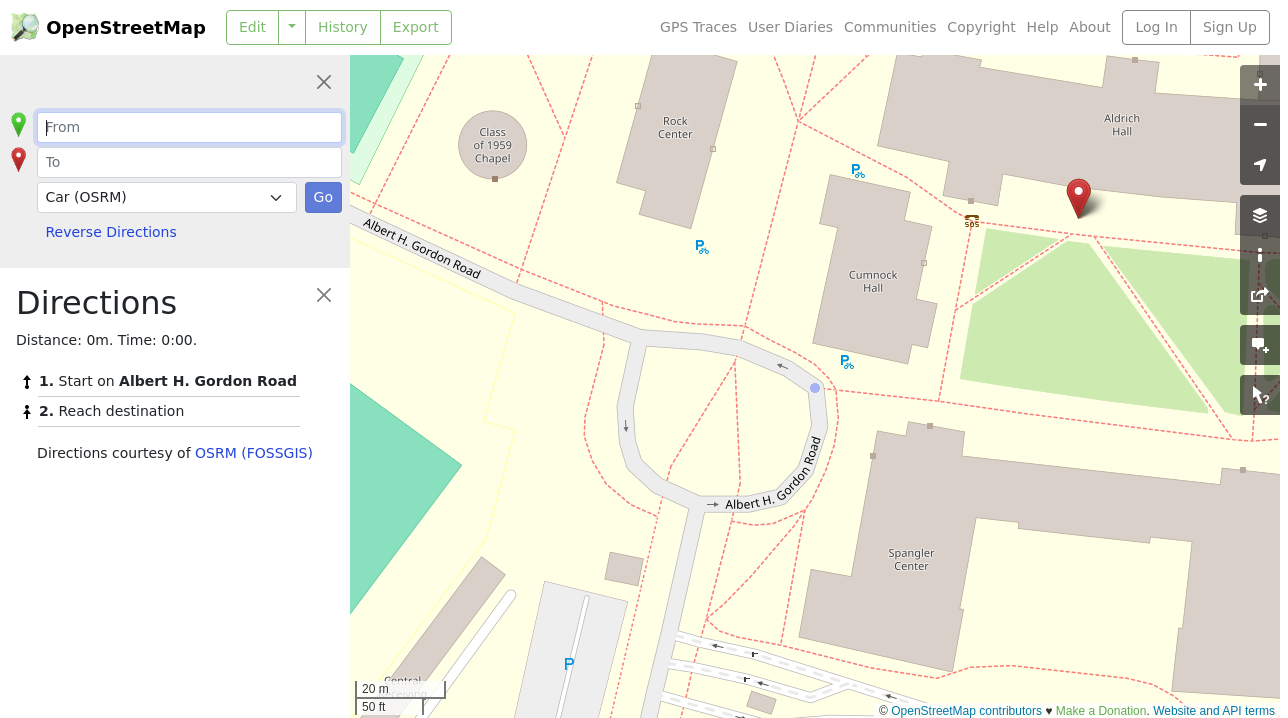 OpenStreetMap
Edit
History
Export
GPS Traces
User Diaries
Communities
Copyright
Help
About
Log In
Sign Up
From
To
Car (OSRM)
Go
Reverse Directions
Directions
Distance: 0m. Time: 0:00.
1. Start on Albert H. Gordon Road
2. Reach destination
Directions courtesy of OSRM (FOSSGIS)
Class
of 1959
Chapel
Rock
Center
Aldrich
Hall
SOS
Albert H. Gordon Road
Cumnock
Hall
Albert H. Gordon Road
Spangler
Center
P
Central
Receiving
20 m
50 ft
© OpenStreetMap contributors ♥ Make a Donation. Website and API terms